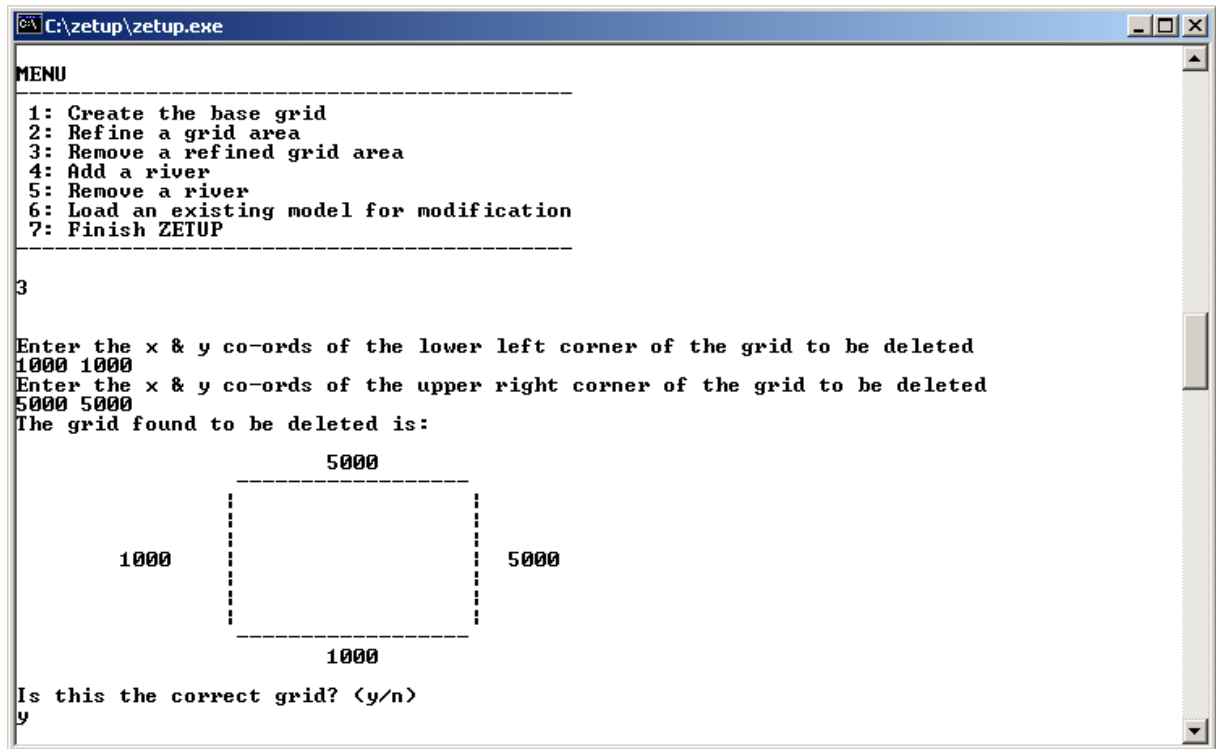 C:\zetup\zetup.exe
MENU
1: Create the base grid
2: Refine a grid area
3: Remove a refined grid area
4: Add a river
5: Remove a river
6: Load an existing model for modification
7: Finish ZETUP
3
Enter the x & y co-ords of the lower left corner of the grid to be deleted
1000 1000
Enter the x & y co-ords of the upper right corner of the grid to be deleted
5000 5000
The grid found to be deleted is:
5000
1000 5000
1000
Is this the correct grid? (y/n)
y